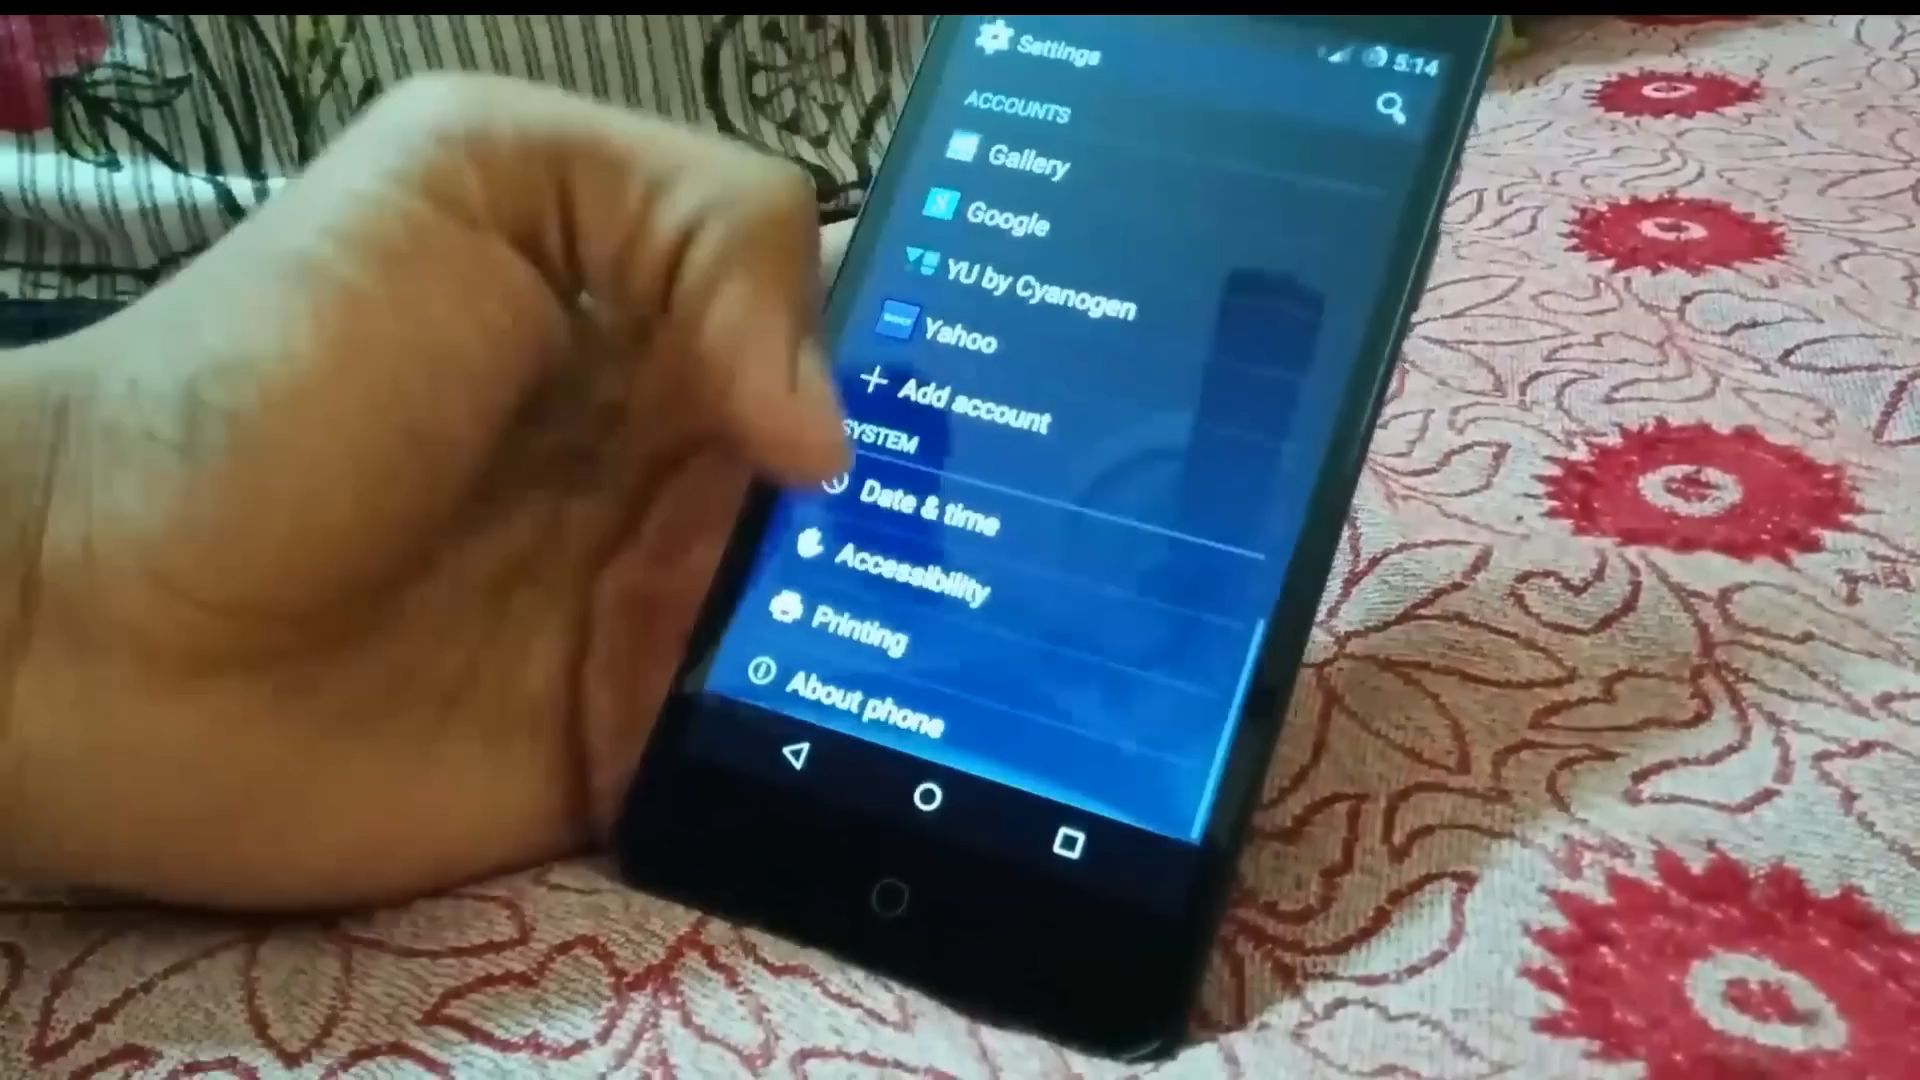 Settings
5:14
ACCOUNTS
Gallery
Google
YU by Cyanogen
Yahoo
+ Add account
SYSTEM
Date & time
Accessibility
Printing
About phone